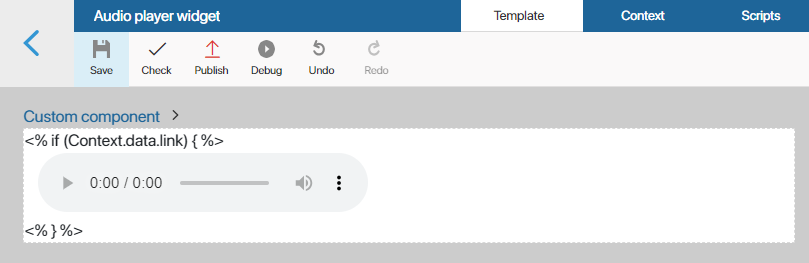 Audio player widget Template Context Scripts
Save Check Publish Debug Undo Redo
Custom component
<% if (Context.data.link) { %>
0:00 / 0:00
<% } %>